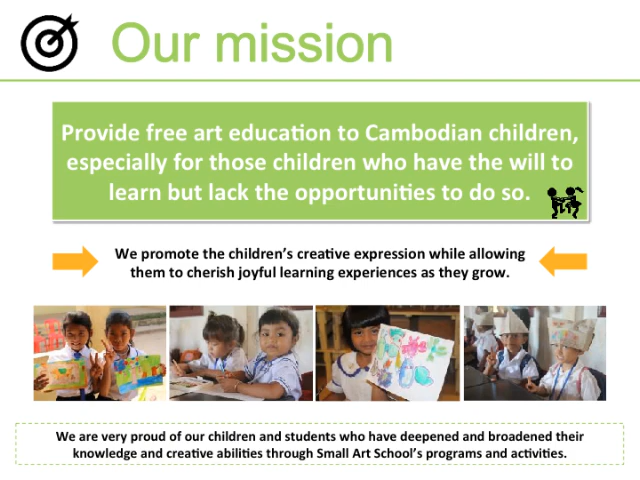 Our mission
Provide free art education to Cambodian children,
especially for those children who have the will to
learn but lack the opportunities to do so.
We promote the children’s creative expression while allowing
them to cherish joyful learning experiences as they grow.
We are very proud of our children and students who have deepened and broadened their
knowledge and creative abilities through Small Art School’s programs and activities.